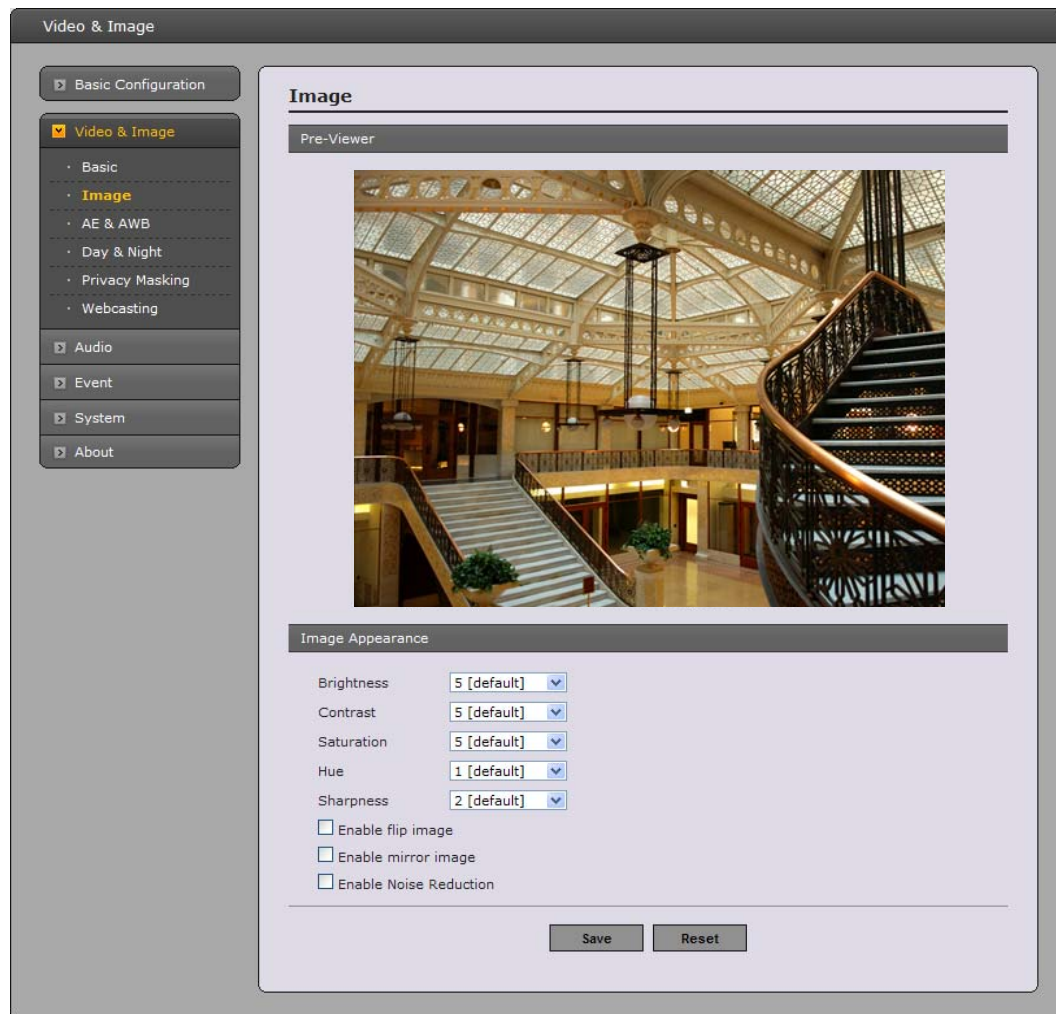 Video & Image
Basic Configuration
Video & Image
· Basic
· Image
· AE & AWB
· Day & Night
· Privacy Masking
· Webcasting
Audio
Event
System
About
Image
Pre-Viewer
Image Appearance
Brightness 5 [default]
Contrast 5 [default]
Saturation 5 [default]
Hue 1 [default]
Sharpness 2 [default]
Enable flip image
Enable mirror image
Enable Noise Reduction
Save Reset